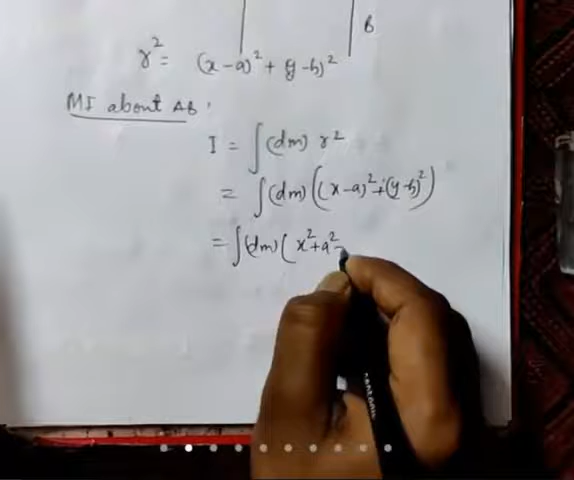 B
r² = (x-a)² + (y-b)²
MI about AB.
I = ∫(dm) r²
= ∫(dm)((x-a)²+(y-b)²)
= ∫(dm)(x²+a²-